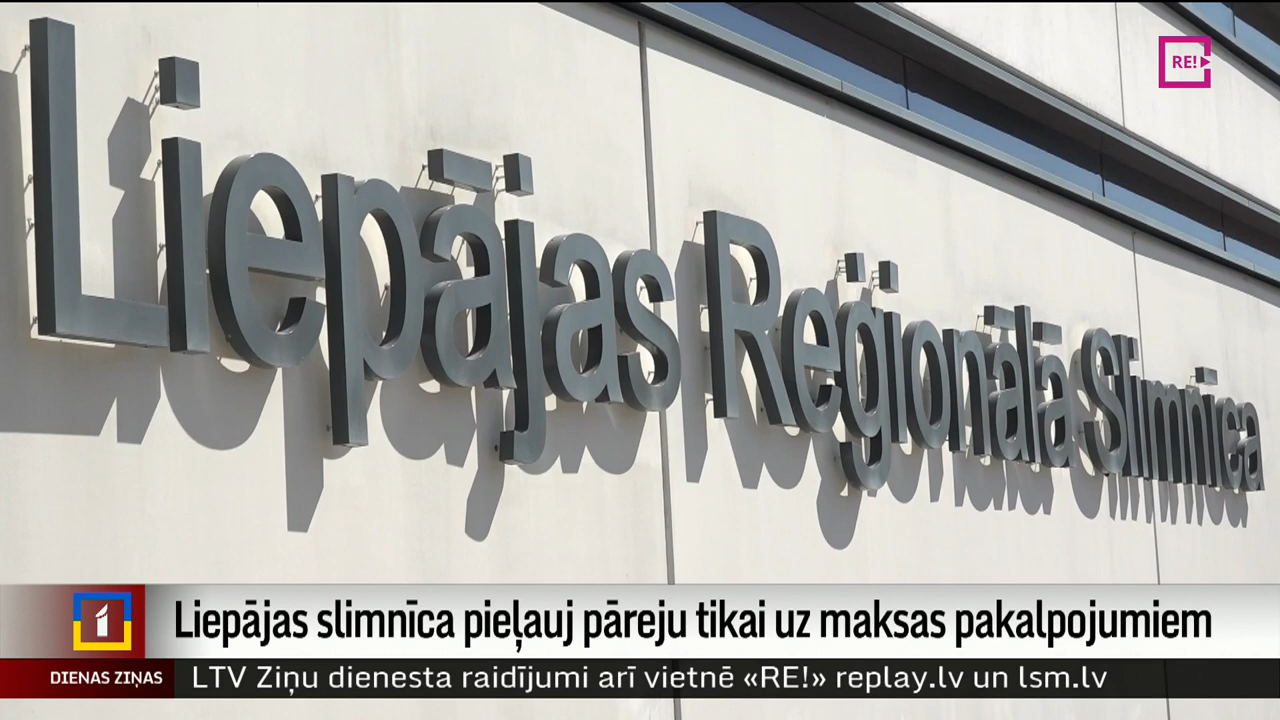 RE!
Liepājas Reģionālā Slimnīca
1
Liepājas slimnīca pieļauj pāreju tikai uz maksas pakalpojumiem
DIENAS ZIŅAS
LTV Ziņu dienesta raidījumi arī vietnē «RE!» replay.lv un lsm.lv